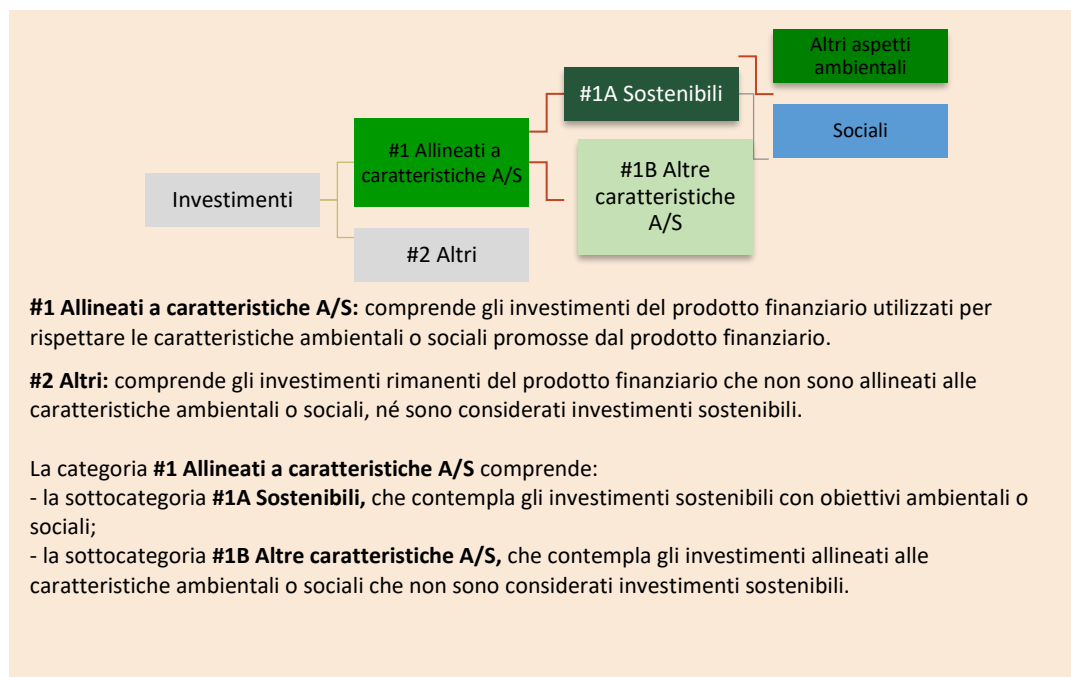 Altri aspetti
ambientali
#1A Sostenibili
Sociali
#1 Allineati a
caratteristiche A/S
#1B Altre
caratteristiche
A/S
Investimenti
#2 Altri
#1 Allineati a caratteristiche A/S: comprende gli investimenti del prodotto finanziario utilizzati per
rispettare le caratteristiche ambientali o sociali promosse dal prodotto finanziario.
#2 Altri: comprende gli investimenti rimanenti del prodotto finanziario che non sono allineati alle
caratteristiche ambientali o sociali, né sono considerati investimenti sostenibili.
La categoria #1 Allineati a caratteristiche A/S comprende:
- la sottocategoria #1A Sostenibili, che contempla gli investimenti sostenibili con obiettivi ambientali o
sociali;
- la sottocategoria #1B Altre caratteristiche A/S, che contempla gli investimenti allineati alle
caratteristiche ambientali o sociali che non sono considerati investimenti sostenibili.